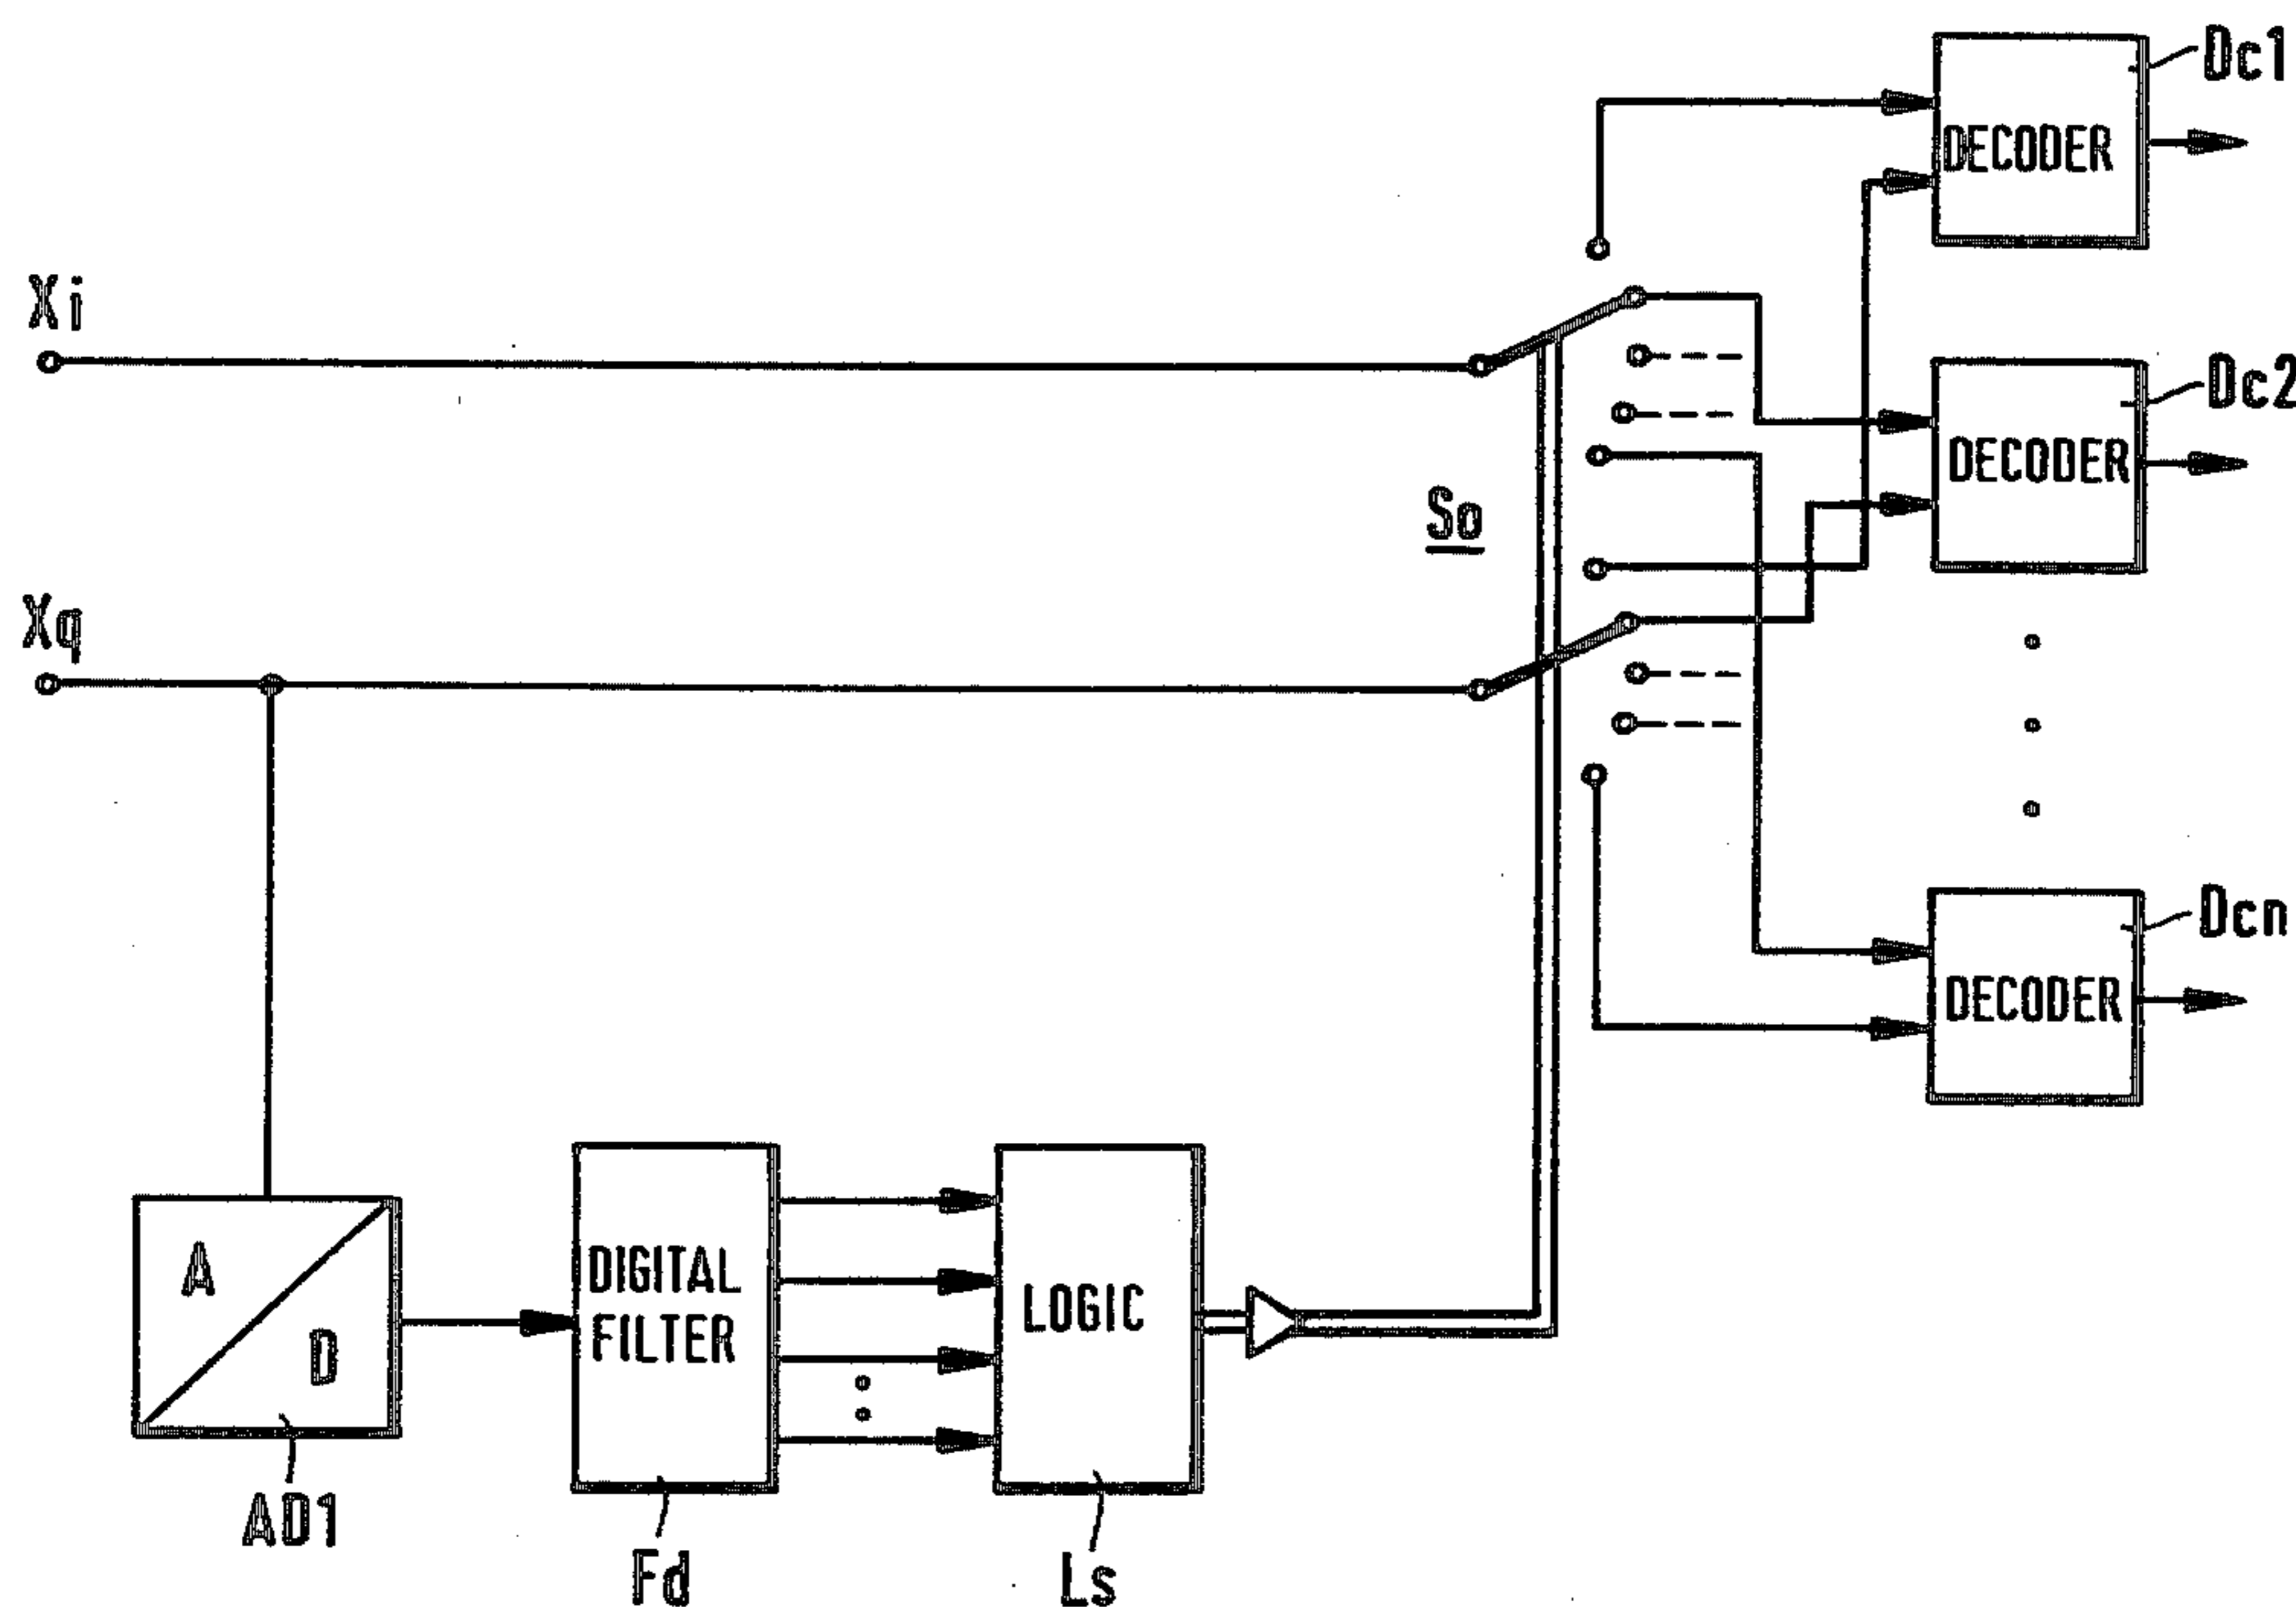 Dc1
DECODER
Xi
Dc2
DECODER
So
Xq
Dcn
DECODER
A
D
DIGITAL
FILTER
LOGIC
AD1
Fd
Ls